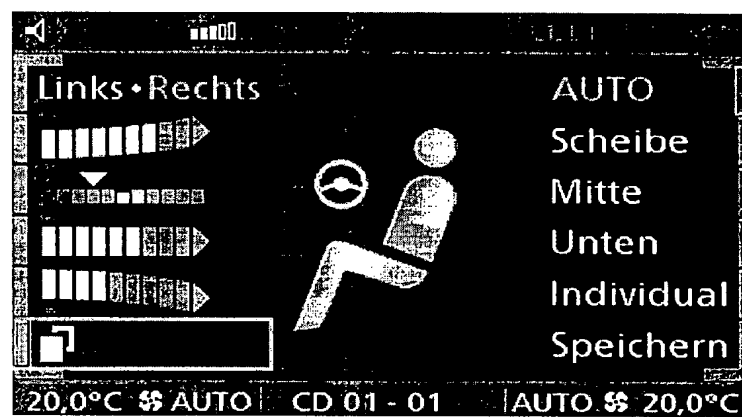 Links • Rechts
AUTO
Scheibe
Mitte
Unten
Individual
Speichern
20,0°C AUTO CD 01 - 01 AUTO 20,0°C